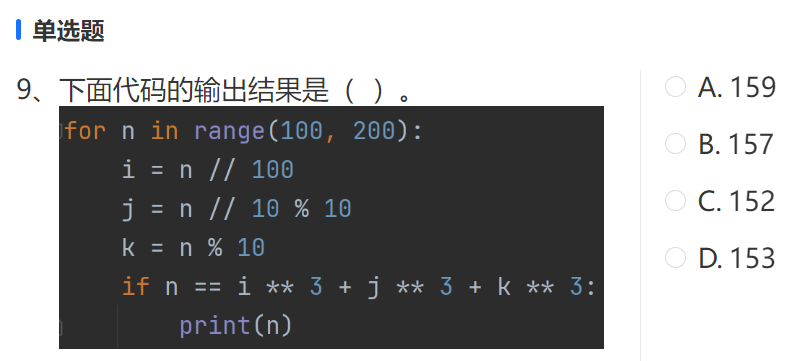 单选题
9、下面代码的输出结果是（ ）。
for n in range(100, 200):
    i = n // 100
    j = n // 10 % 10
    k = n % 10
    if n == i ** 3 + j ** 3 + k ** 3:
        print(n)
A. 159
B. 157
C. 152
D. 153